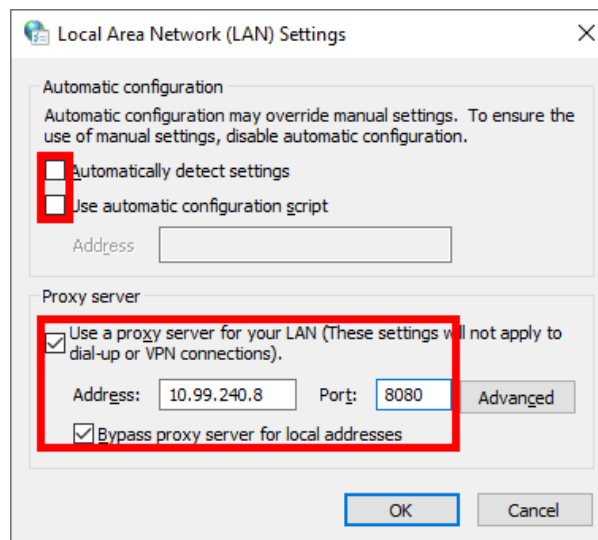 Local Area Network (LAN) Settings
Automatic configuration
Automatic configuration may override manual settings. To ensure the
use of manual settings, disable automatic configuration.
Automatically detect settings
Use automatic configuration script
Address
Proxy server
Use a proxy server for your LAN (These settings will not apply to
dial-up or VPN connections).
Address: 10.99.240.8 Port: 8080 Advanced
Bypass proxy server for local addresses
OK Cancel